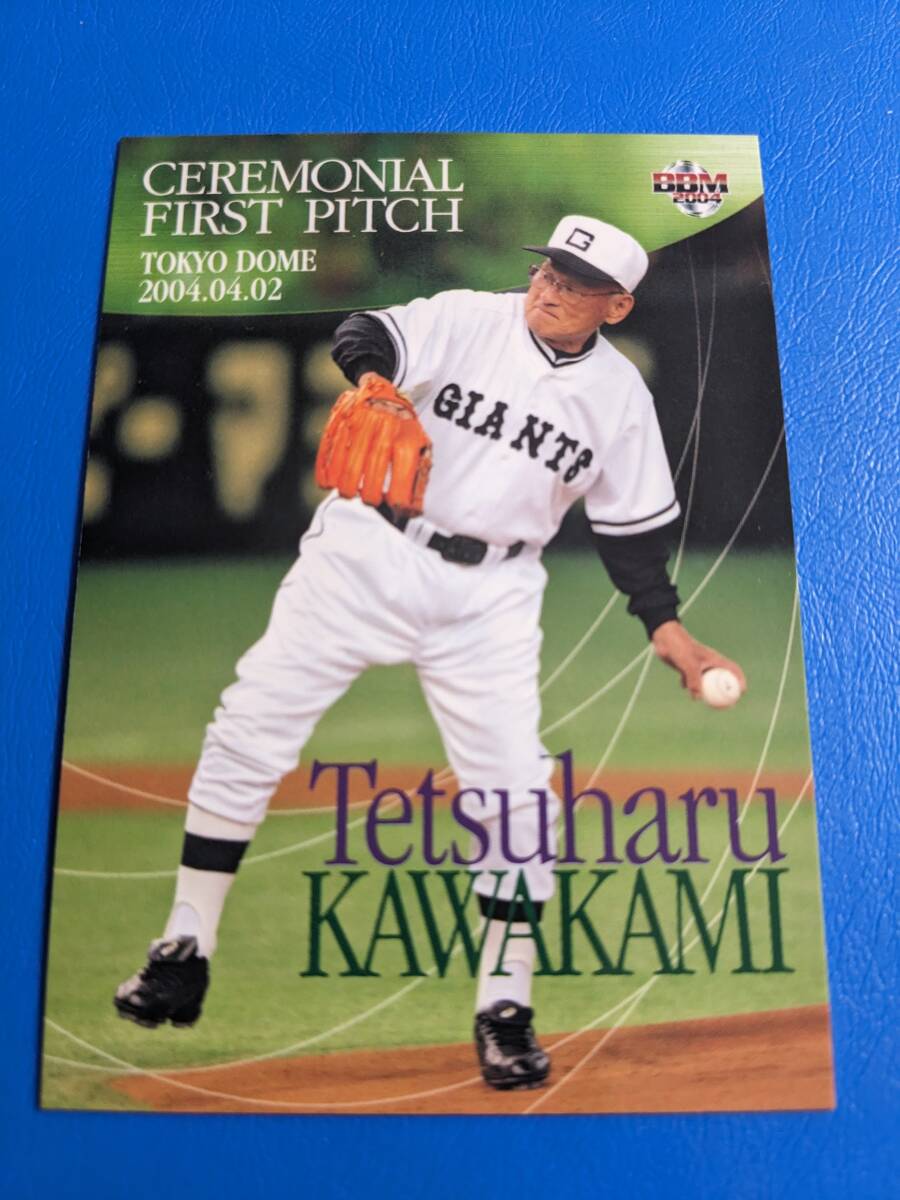 CEREMONIAL
FIRST PITCH
TOKYO DOME
2004.04.02
BBM
2004
G
GIANTS
Tetsuharu
KAWAKAMI